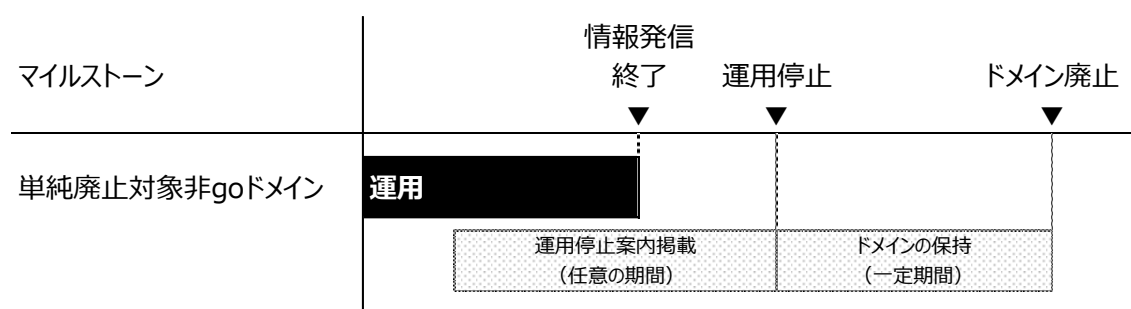 情報発信
マイルストーン 終了 運用停止 ドメイン廃止
▼ ▼ ▼
単純廃止対象非goドメイン 運用
運用停止案内掲載 ドメインの保持
（任意の期間） （一定期間）